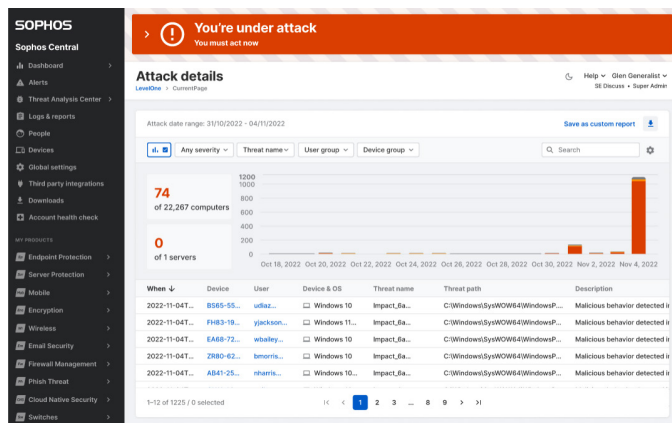 SOPHOS
Sophos Central
Dashboard
Alerts
Threat Analysis Center
Logs & reports
People
Devices
Global settings
Third party integrations
Downloads
Account health check
MY PRODUCTS
Endpoint Protection
Server Protection
Mobile
Encryption
Wireless
Email Security
Firewall Management
Phish Threat
Cloud Native Security
Switches
You're under attack
You must act now
Attack details
LevelOne > CurrentPage
Help Glen Generalist
SE Discuss • Super Admin
Attack date range: 31/10/2022 - 04/11/2022
Save as custom report
Any severity Threat name User group Device group Search
74
of 22,267 computers
0
of 1 servers
1200
1000
800
600
400
200
0
Oct 18, 2022 Oct 20, 2022 Oct 22, 2022 Oct 24, 2022 Oct 26, 2022 Oct 28, 2022 Oct 30, 2022 Nov 2, 2022 Nov 4, 2022
When ↓ Device User Device & OS Threat name Threat path Description
2022-11-04T... BS65-55... udiaz... Windows 10 Impact_6a... C:\Windows\SysWOW64\WindowsP.... Malicious behavior detected i
2022-11-04T... FH83-19... yjackson... Windows 11... Impact_6a... C:\Windows\SysWOW64\WindowsP... Malicious behavior detected i
2022-11-04T... EA68-72... wbailey... Windows 10 Impact_6a... C:\Windows\SysWOW64\WindowsP... Malicious behavior detected i
2022-11-04T... ZR80-62... bmorris... Windows 10 Impact_6a... C:\Windows\SysWOW64\WindowsP... Malicious behavior detected i
2022-11-04T... AB41-25... nharris... Windows 10... Impact_6a... C:\Windows\SysWOW64\WindowsP... Malicious behavior detected i
1–12 of 1225 / 0 selected
1 2 3 ... 8 9